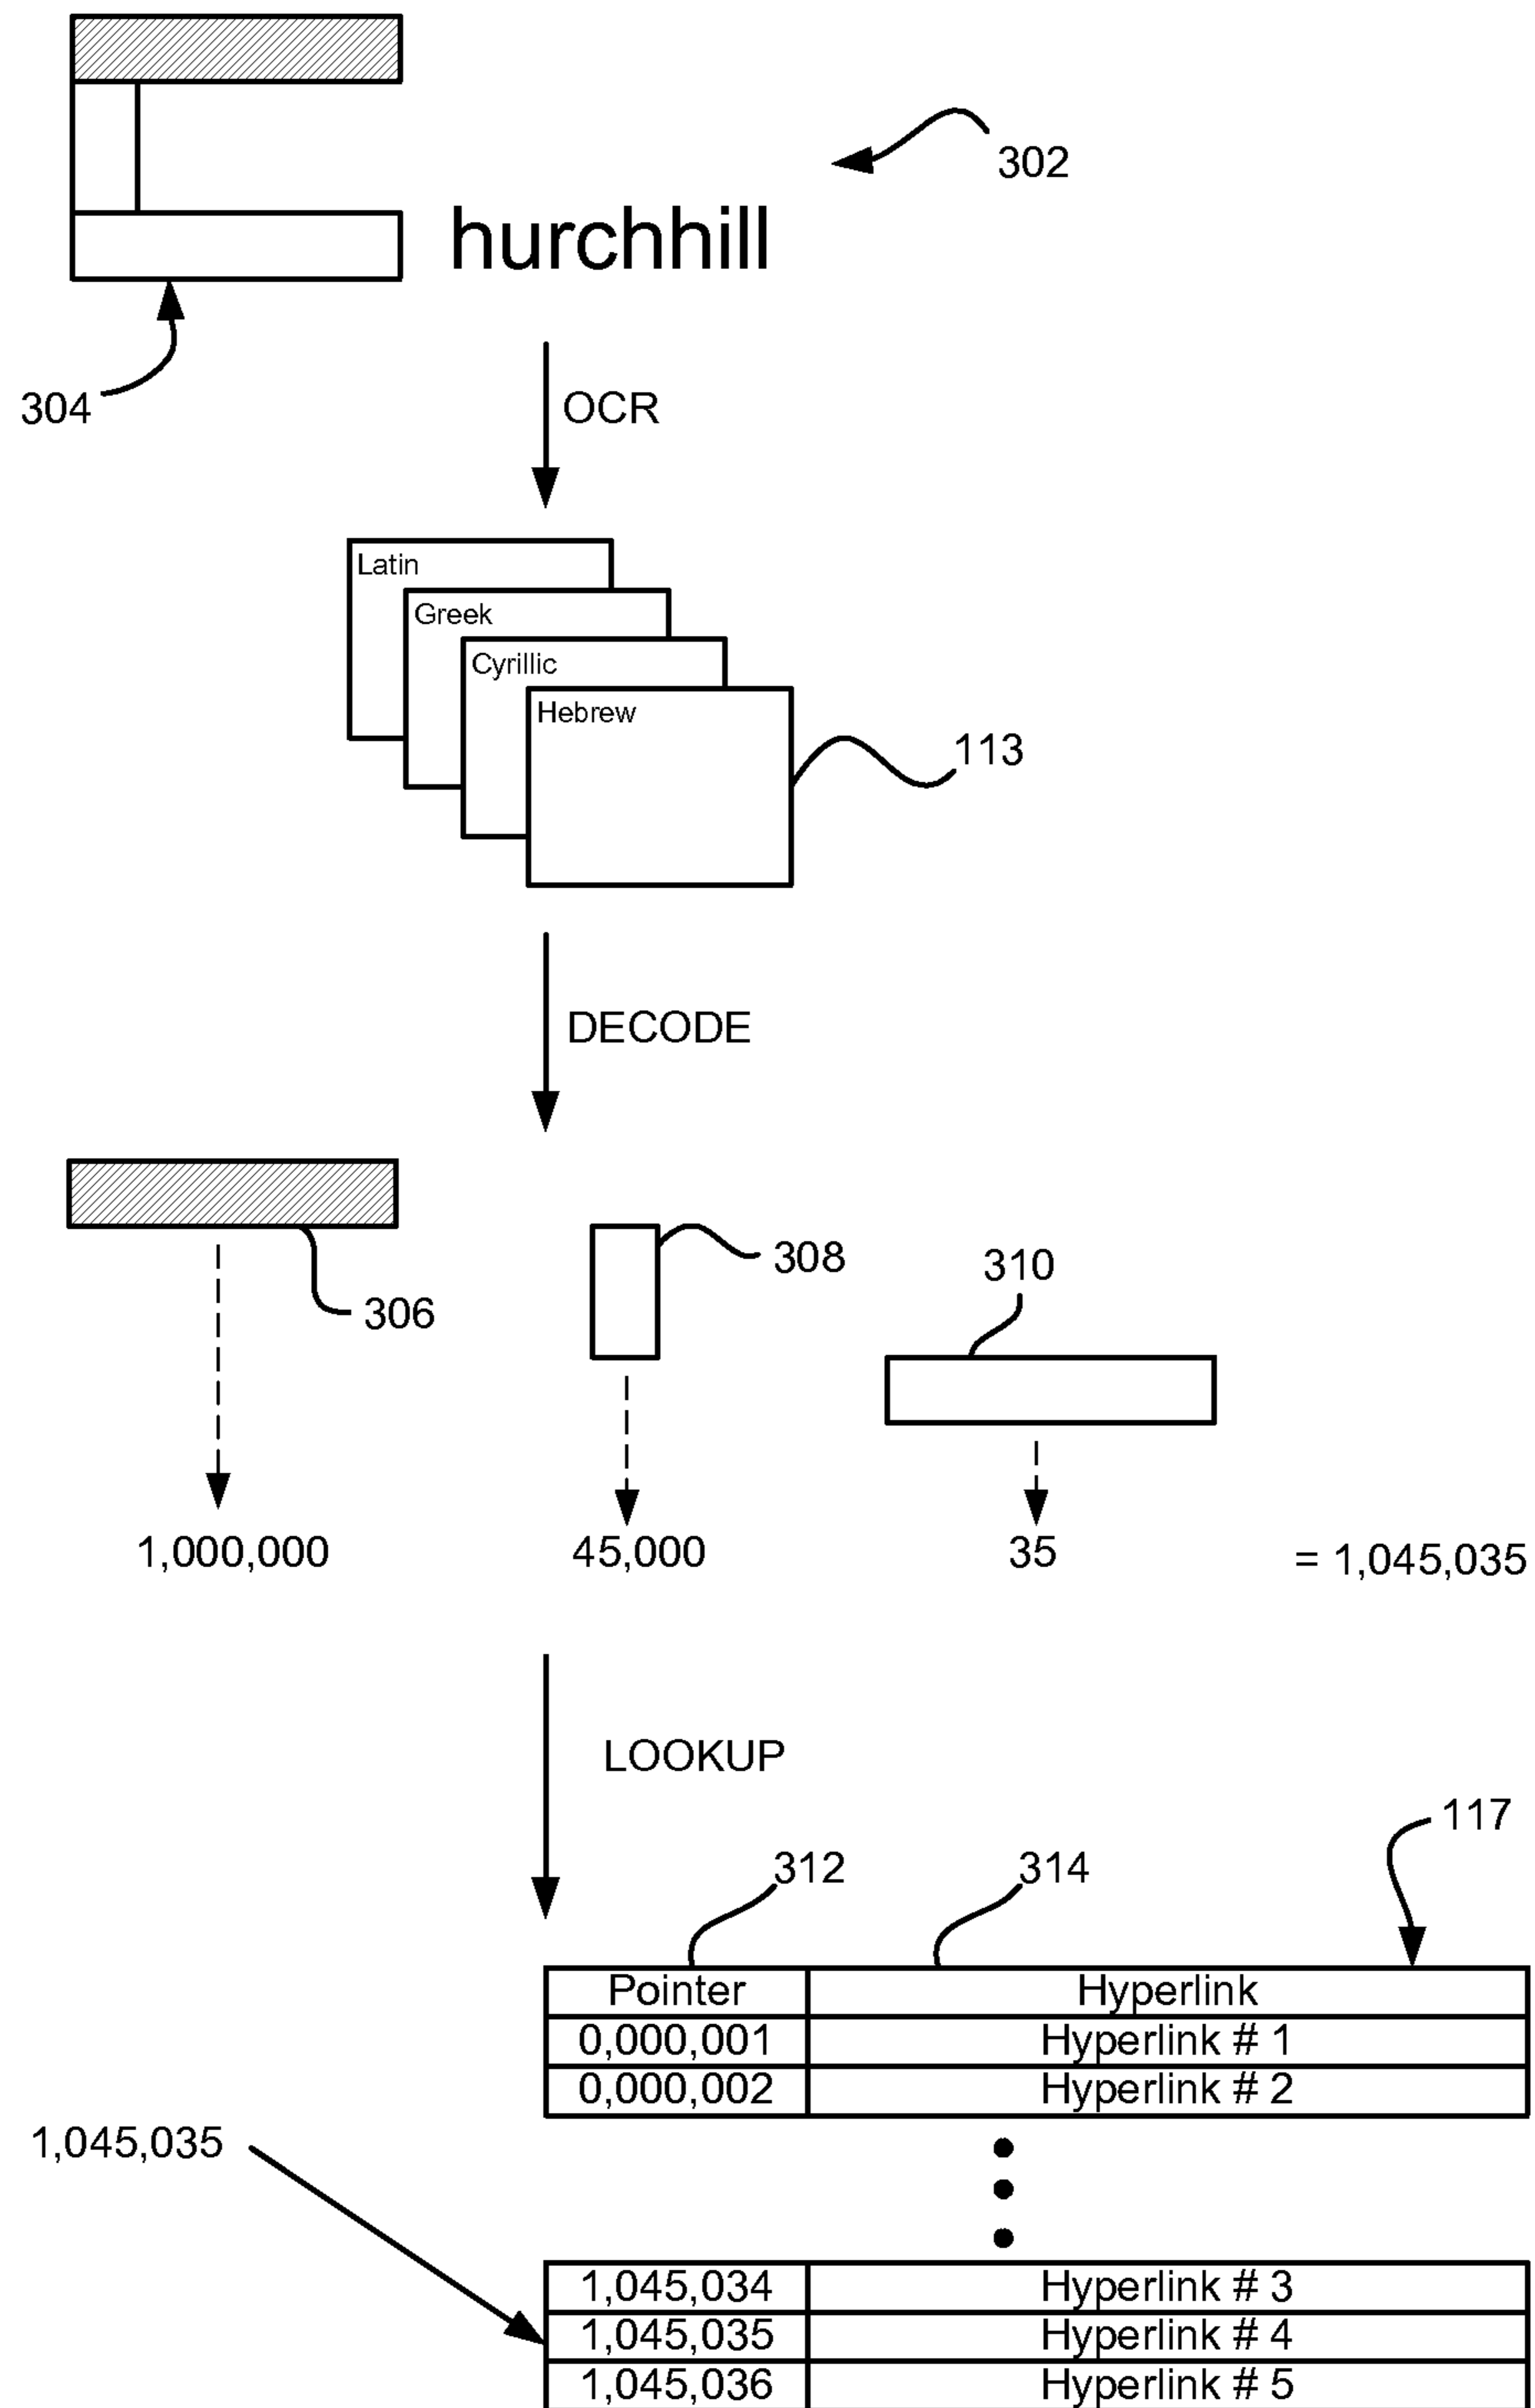 302
hurchhill
304
OCR
Latin
Greek
Cyrillic
Hebrew
113
DECODE
308
310
306
1,000,000 45,000 35 = 1,045,035
LOOKUP
117
312 314
Pointer Hyperlink
0,000,001 Hyperlink # 1
0,000,002 Hyperlink # 2
1,045,035
1,045,034 Hyperlink # 3
1,045,035 Hyperlink # 4
1,045,036 Hyperlink # 5